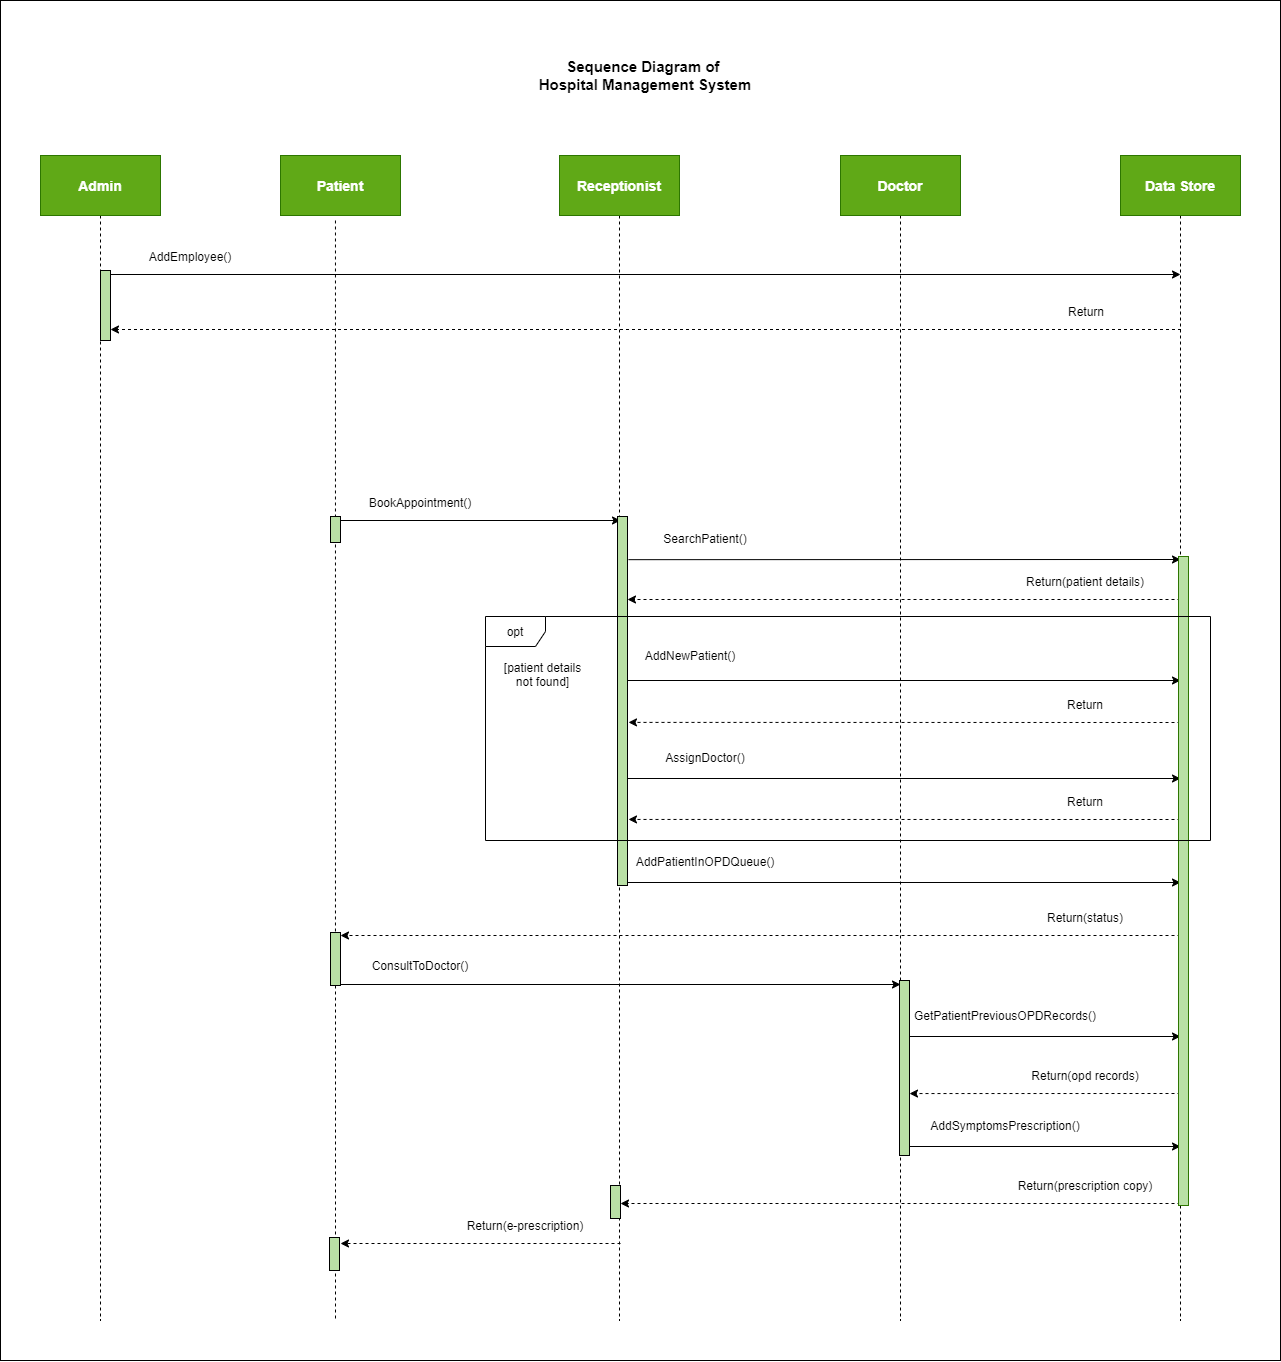 Sequence Diagram of
Hospital Management System
Admin
Patient
Receptionist
Doctor
Data Store
AddEmployee()
Return
BookAppointment()
SearchPatient()
Return(patient details)
opt
[patient details
not found]
AddNewPatient()
Return
AssignDoctor()
Return
AddPatientInOPDQueue()
Return(status)
ConsultToDoctor()
GetPatientPreviousOPDRecords()
Return(opd records)
AddSymptomsPrescription()
Return(prescription copy)
Return(e-prescription)